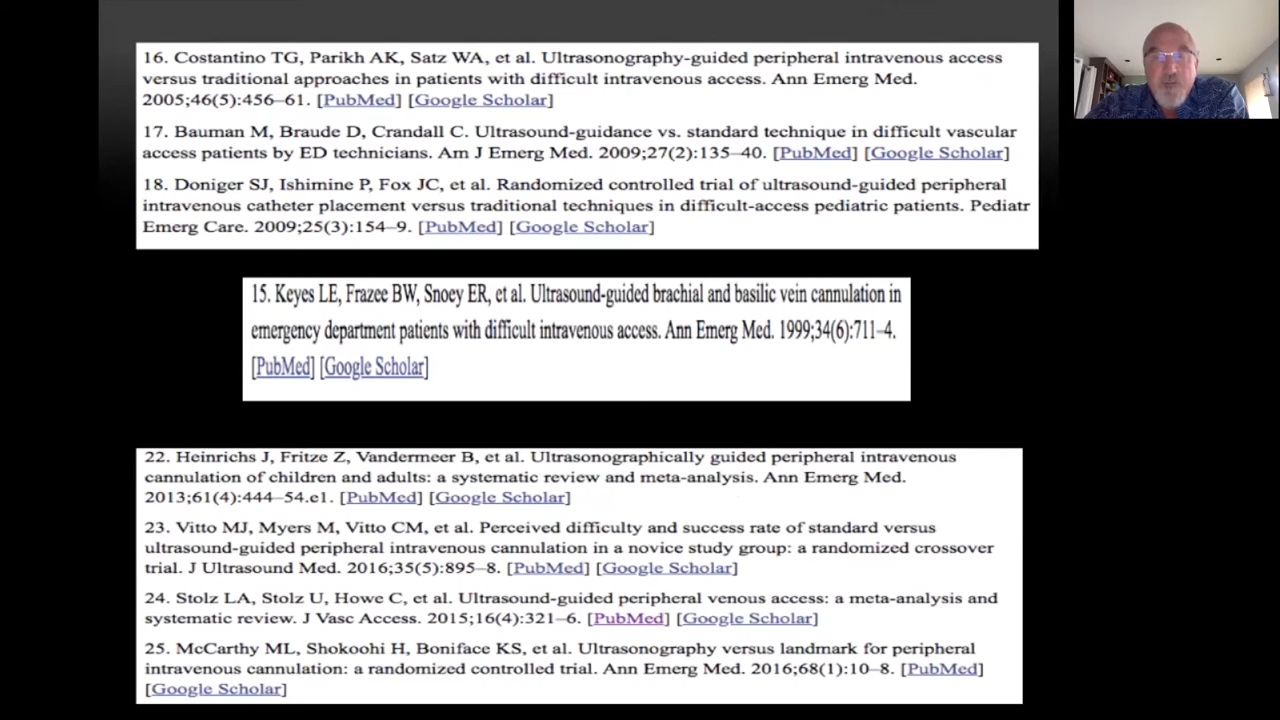 16. Costantino TG, Parikh AK, Satz WA, et al. Ultrasonography-guided peripheral intravenous access
versus traditional approaches in patients with difficult intravenous access. Ann Emerg Med.
2005;46(5):456–61. [PubMed] [Google Scholar]
17. Bauman M, Braude D, Crandall C. Ultrasound-guidance vs. standard technique in difficult vascular
access patients by ED technicians. Am J Emerg Med. 2009;27(2):135–40. [PubMed] [Google Scholar]
18. Doniger SJ, Ishimine P, Fox JC, et al. Randomized controlled trial of ultrasound-guided peripheral
intravenous catheter placement versus traditional techniques in difficult-access pediatric patients. Pediatr
Emerg Care. 2009;25(3):154–9. [PubMed] [Google Scholar]
15. Keyes LE, Frazee BW, Snoey ER, et al. Ultrasound-guided brachial and basilic vein cannulation in
emergency department patients with difficult intravenous access. Ann Emerg Med. 1999;34(6):711–4.
[PubMed] [Google Scholar]
22. Heinrichs J, Fritze Z, Vandermeer B, et al. Ultrasonographically guided peripheral intravenous
cannulation of children and adults: a systematic review and meta-analysis. Ann Emerg Med.
2013;61(4):444–54.e1. [PubMed] [Google Scholar]
23. Vitto MJ, Myers M, Vitto CM, et al. Perceived difficulty and success rate of standard versus
ultrasound-guided peripheral intravenous cannulation in a novice study group: a randomized crossover
trial. J Ultrasound Med. 2016;35(5):895–8. [PubMed] [Google Scholar]
24. Stolz LA, Stolz U, Howe C, et al. Ultrasound-guided peripheral venous access: a meta-analysis and
systematic review. J Vasc Access. 2015;16(4):321–6. [PubMed] [Google Scholar]
25. McCarthy ML, Shokoohi H, Boniface KS, et al. Ultrasonography versus landmark for peripheral
intravenous cannulation: a randomized controlled trial. Ann Emerg Med. 2016;68(1):10–8. [PubMed]
[Google Scholar]